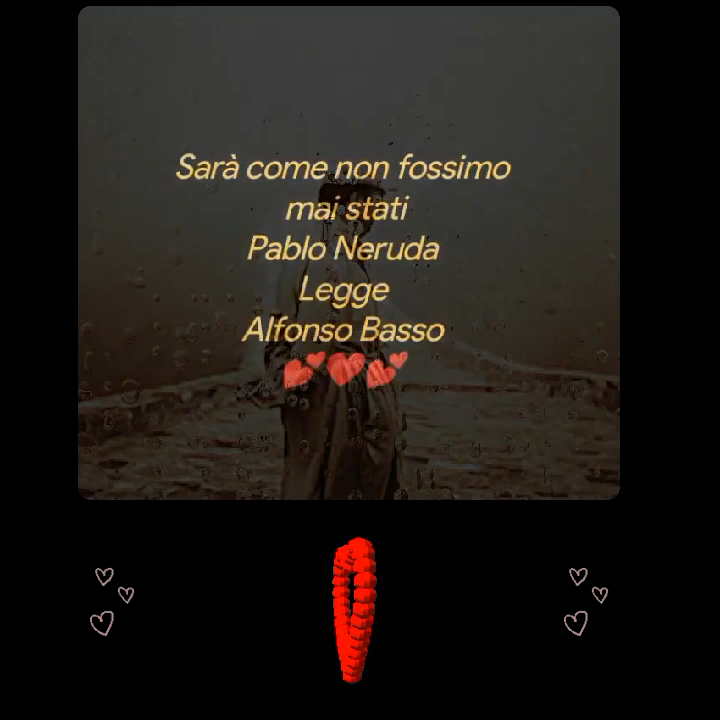 Sarà come non fossimo
mai stati
Pablo Neruda
Legge
Alfonso Basso